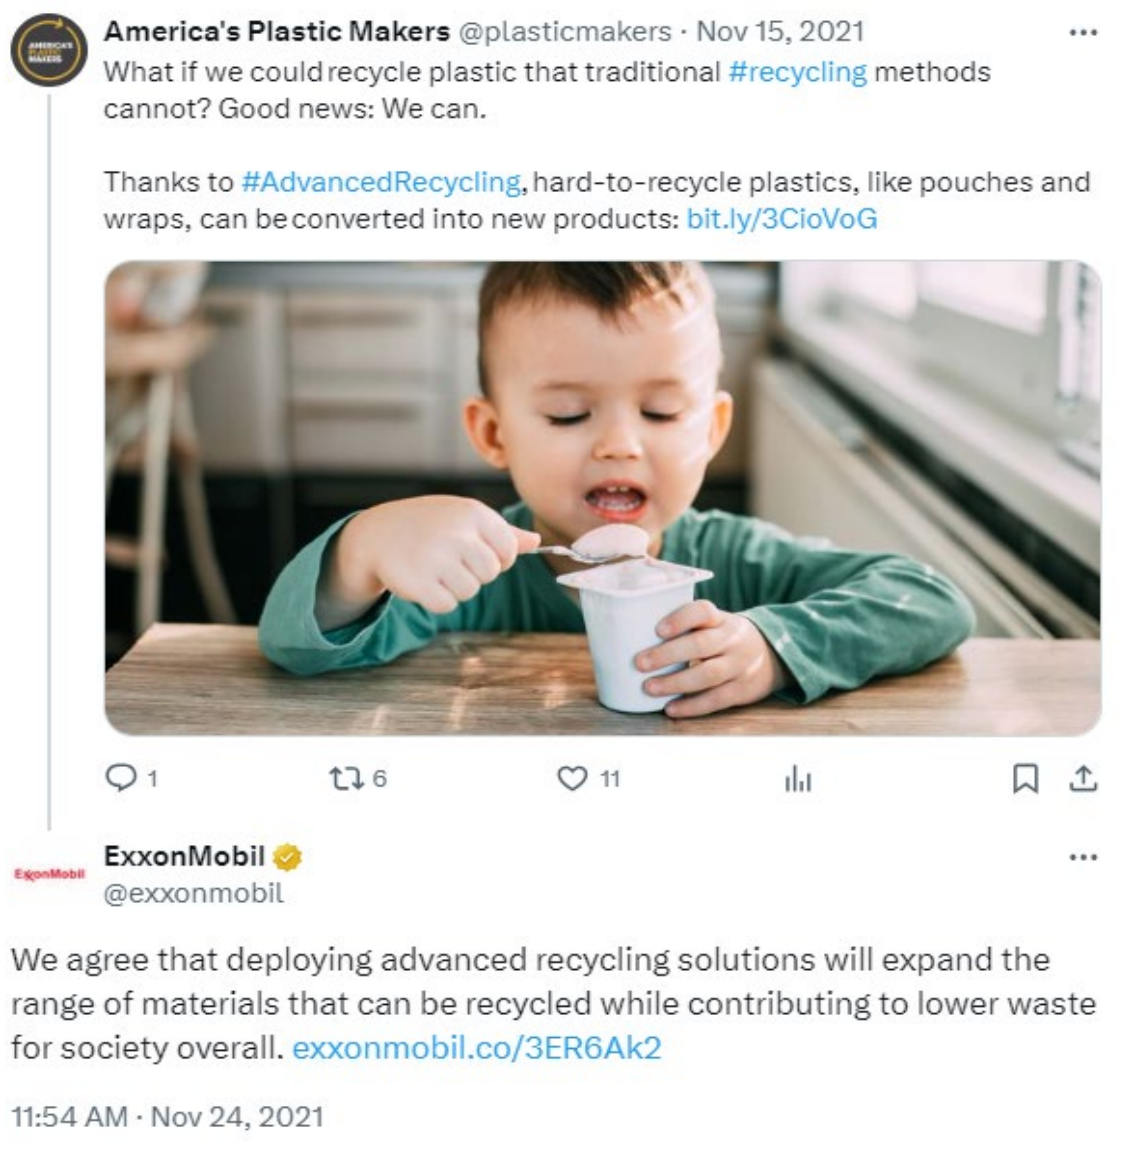 America's Plastic Makers @plasticmakers · Nov 15, 2021
What if we could recycle plastic that traditional #recycling methods
cannot? Good news: We can.
Thanks to #AdvancedRecycling, hard-to-recycle plastics, like pouches and
wraps, can be converted into new products: bit.ly/3CioVoG
AMERICA'S
PLASTIC
MAKERS
1
6
11
ExxonMobil
ExxonMobil
@exxonmobil
We agree that deploying advanced recycling solutions will expand the
range of materials that can be recycled while contributing to lower waste
for society overall. exxonmobil.co/3ER6Ak2
11:54 AM · Nov 24, 2021